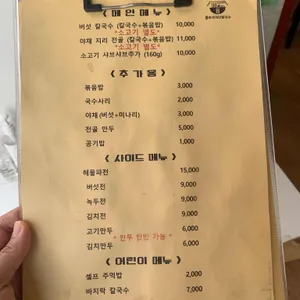 < 메인 메뉴 >
버섯 칼국수 (칼국수+볶음밥) 10,000
*소고기 별도*
야채 지리 전골 (칼국수+볶음밥) 11,000
*소고기 별도*
소고기 샤브샤브추가 (160g) 10,000
< 추가용 >
볶음밥 3,000
국수사리 2,000
야채(버섯+미나리) 3,000
전골 만두 5,000
공기밥 1,000
< 사이드 메뉴 >
해물파전 15,000
버섯전 9,000
녹두전 9,000
김치전 9,000
고기만두 6,000
* 만두 반반 가능 *
김치만두 6,000
< 어린이 메뉴 >
셀프 주먹밥 2,000
바지락 칼국수 7,000